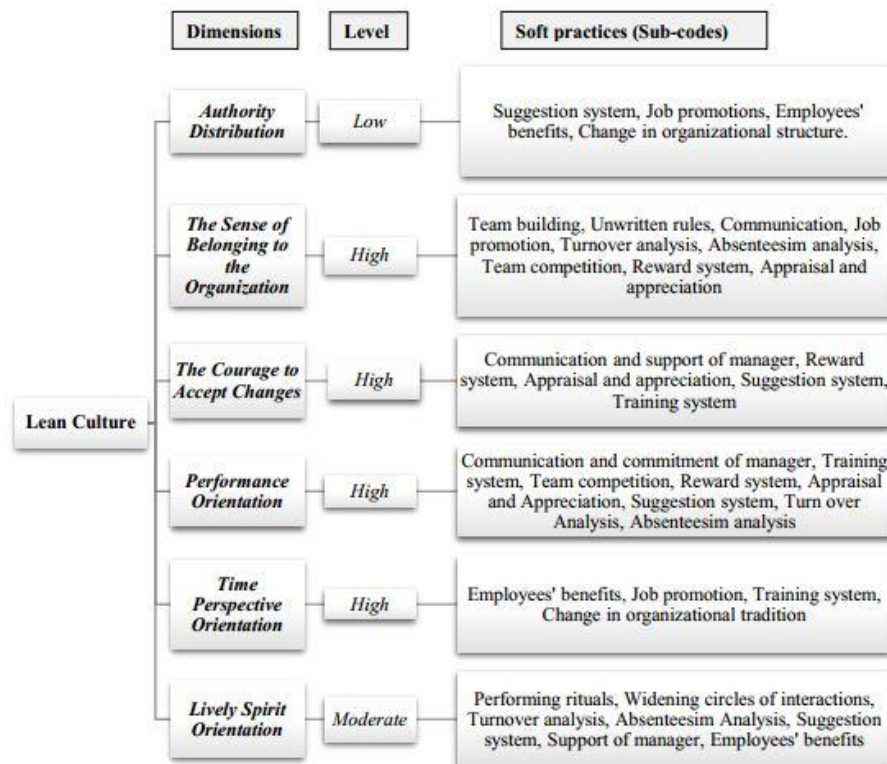 Dimensions
Level
Soft practices (Sub-codes)
Authority
Distribution
Low
Suggestion system, Job promotions, Employees'
benefits, Change in organizational structure.
The Sense of
Belonging to
the
Organization
High
Team building, Unwritten rules, Communication, Job
promotion, Turnover analysis, Absenteesim analysis,
Team competition, Reward system, Appraisal and
appreciation
The Courage to
Accept Changes
High
Communication and support of manager, Reward
system, Appraisal and appreciation, Suggestion system,
Training system
Lean Culture
Performance
Orientation
High
Communication and commitment of manager, Training
system, Team competition, Reward system, Appraisal
and Appreciation, Suggestion system, Turn over
Analysis, Absenteesim analysis
Time
Perspective
Orientation
High
Employees' benefits, Job promotion, Training system,
Change in organizational tradition
Lively Spirit
Orientation
Moderate
Performing rituals, Widening circles of interactions,
Turnover analysis, Absenteesim Analysis, Suggestion
system, Support of manager, Employees' benefits